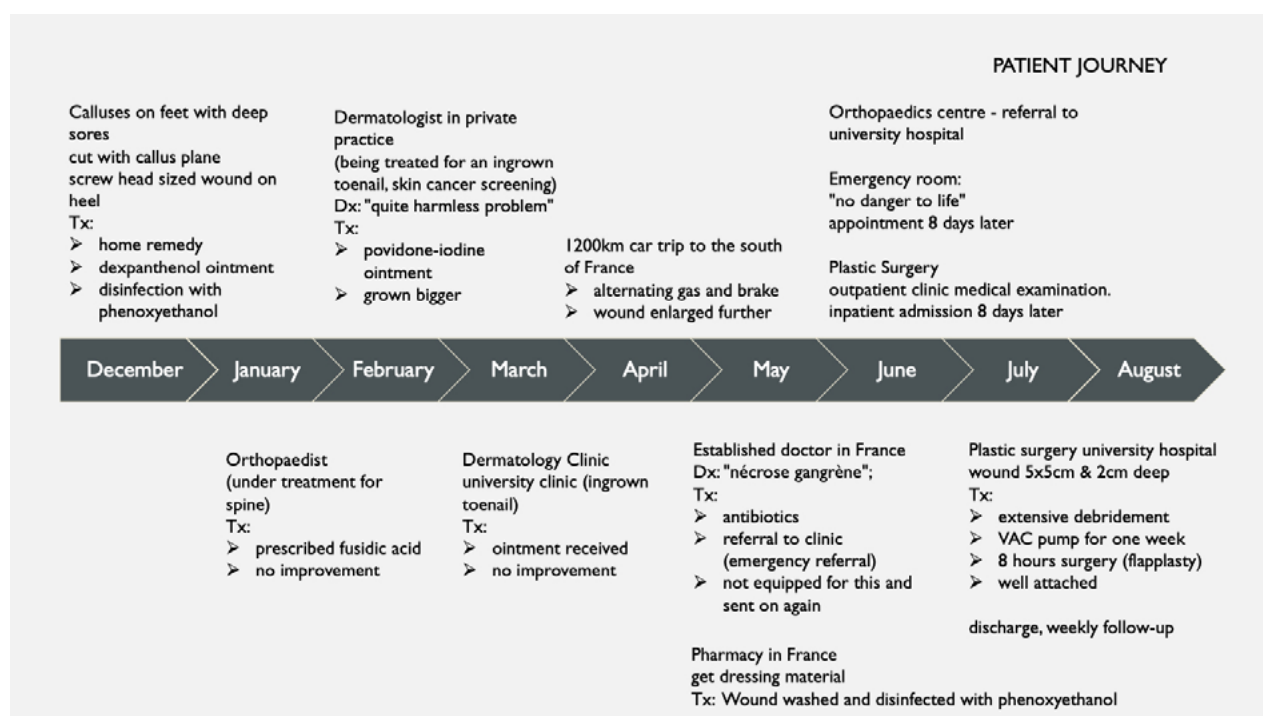 PATIENT JOURNEY
Calluses on feet with deep
sores
cut with callus plane
screw head sized wound on
heel
Tx:
➢ home remedy
➢ dexpanthenol ointment
➢ disinfection with
phenoxyethanol
Dermatologist in private
practice
(being treated for an ingrown
toenail, skin cancer screening)
Dx: "quite harmless problem"
Tx:
➢ povidone-iodine
ointment
➢ grown bigger
1200km car trip to the south
of France
➢ alternating gas and brake
➢ wound enlarged further
Orthopaedics centre - referral to
university hospital
Emergency room:
"no danger to life"
appointment 8 days later
Plastic Surgery
outpatient clinic medical examination.
inpatient admission 8 days later
December
January
February
March
April
May
June
July
August
Orthopaedist
(under treatment for
spine)
Tx:
➢ prescribed fusidic acid
➢ no improvement
Dermatology Clinic
university clinic (ingrown
toenail)
Tx:
➢ ointment received
➢ no improvement
Established doctor in France
Dx: "nécrose gangrène";
Tx:
➢ antibiotics
➢ referral to clinic
(emergency referral)
➢ not equipped for this and
sent on again
Pharmacy in France
get dressing material
Tx: Wound washed and disinfected with phenoxyethanol
Plastic surgery university hospital
wound 5x5cm & 2cm deep
Tx:
➢ extensive debridement
➢ VAC pump for one week
➢ 8 hours surgery (flapplasty)
➢ well attached
discharge, weekly follow-up